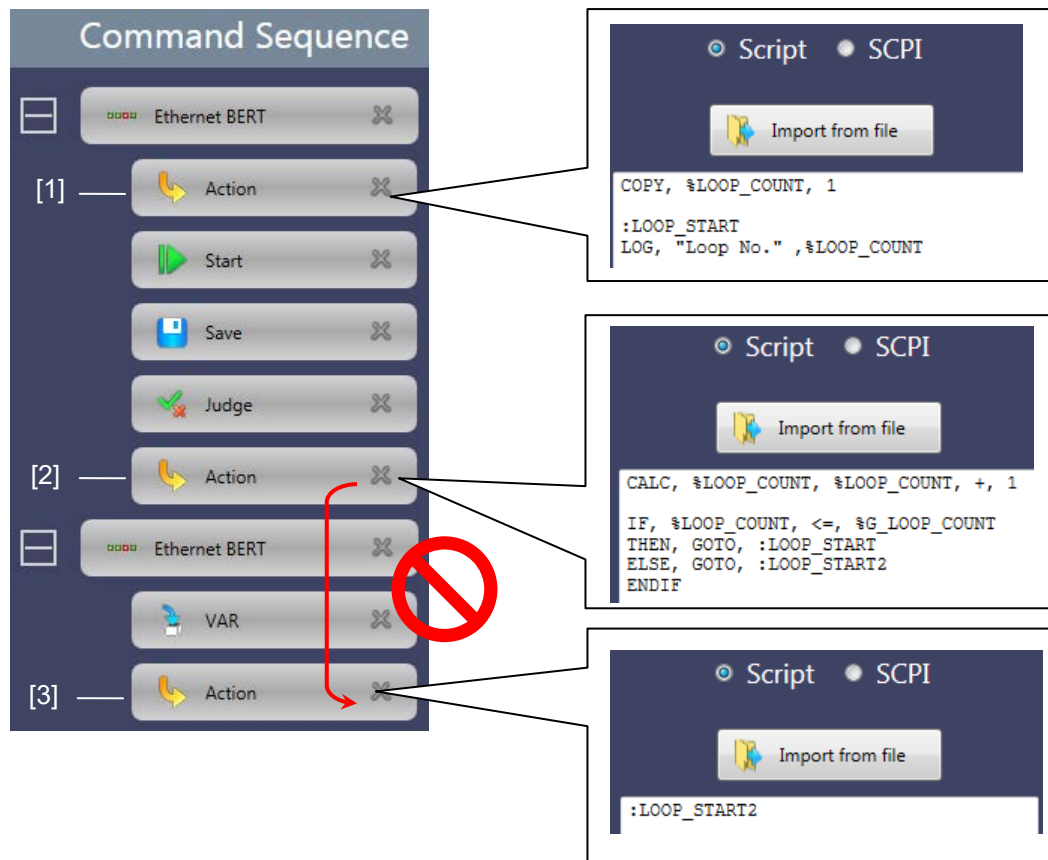 Command Sequence
Ethernet BERT
[1]
Action
Start
Save
Judge
[2]
Action
Ethernet BERT
VAR
[3]
Action
Script SCPI
Import from file
COPY, %LOOP_COUNT, 1
:LOOP_START
LOG, "Loop No." ,%LOOP_COUNT
Script SCPI
Import from file
CALC, %LOOP_COUNT, %LOOP_COUNT, +, 1
IF, %LOOP_COUNT, <=, %G_LOOP_COUNT
THEN, GOTO, :LOOP_START
ELSE, GOTO, :LOOP_START2
ENDIF
Script SCPI
Import from file
:LOOP_START2